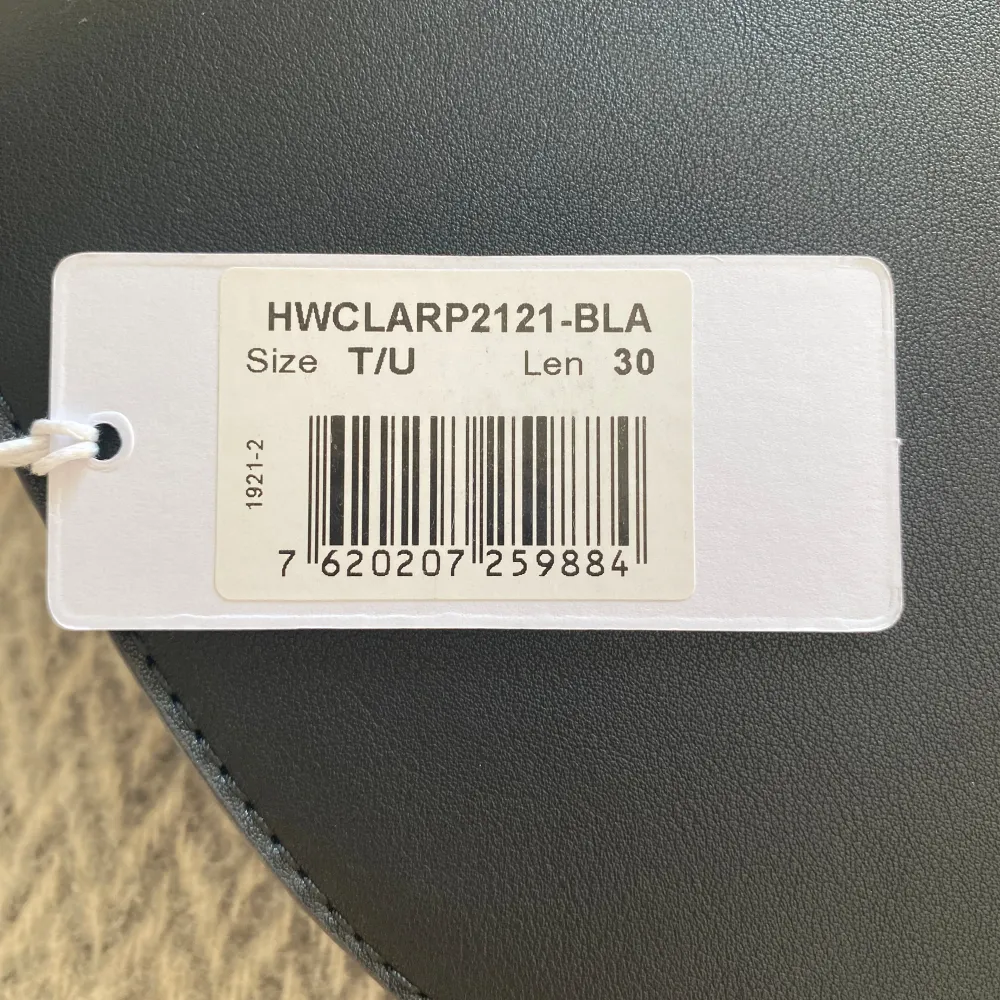 HWCLARP2121-BLA
Size T/U Len 30
1921-2
7 620207 259884